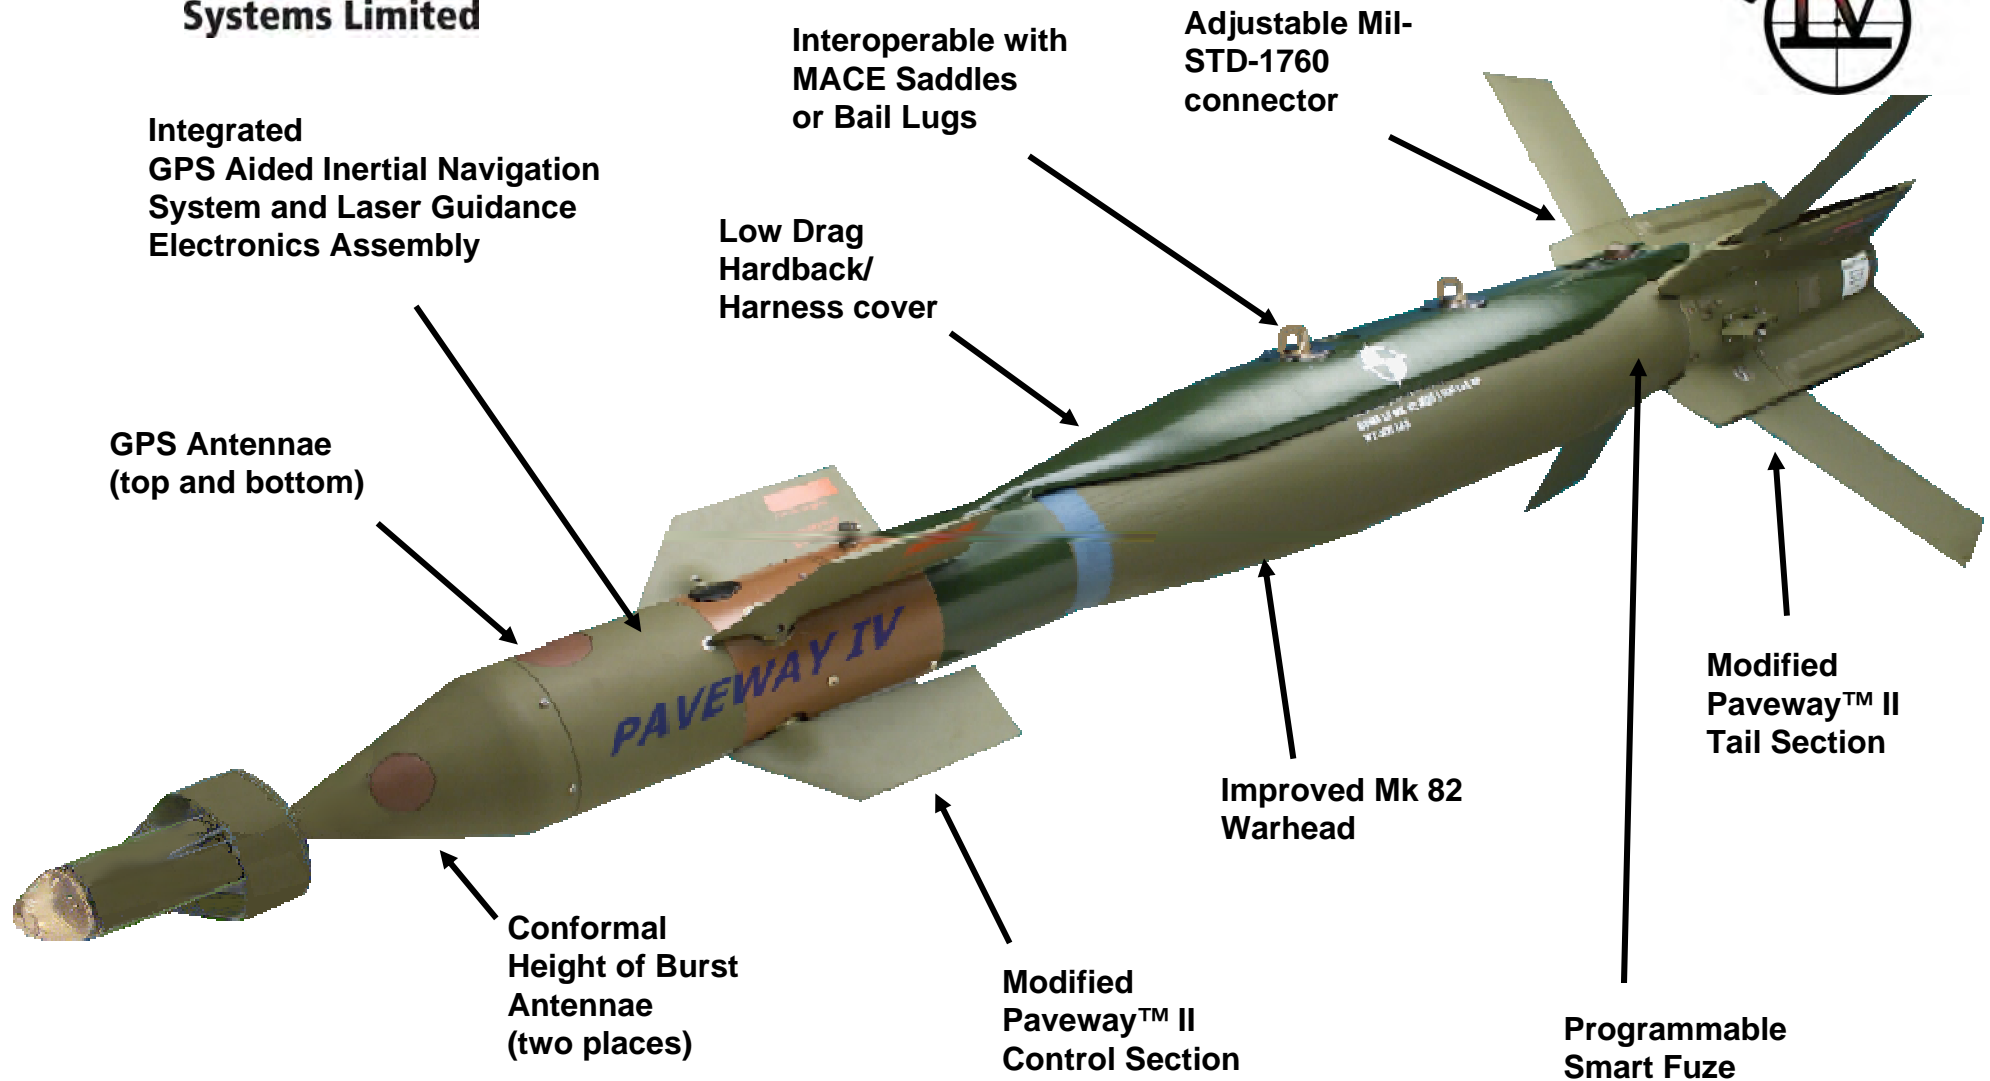 Systems Limited
IV
Interoperable with
MACE Saddles
or Bail Lugs
Adjustable Mil-
STD-1760
connector
Integrated
GPS Aided Inertial Navigation
System and Laser Guidance
Electronics Assembly
Low Drag
Hardback/
Harness cover
GPS Antennae
(top and bottom)
PAVEWAY IV
Modified
Paveway™ II
Tail Section
Improved Mk 82
Warhead
Conformal
Height of Burst
Antennae
(two places)
Modified
Paveway™ II
Control Section
Programmable
Smart Fuze